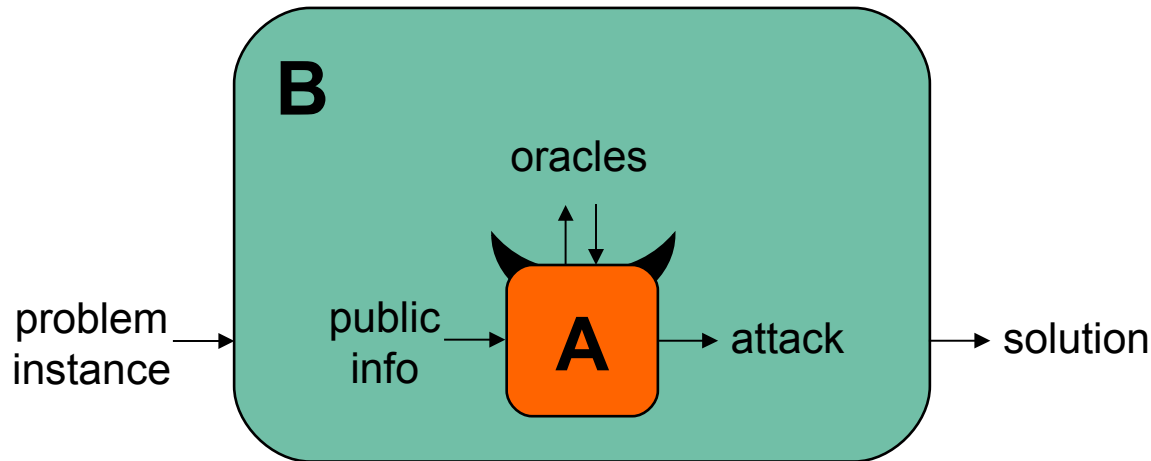 B
oracles
problem
instance
public
info
A
attack
solution